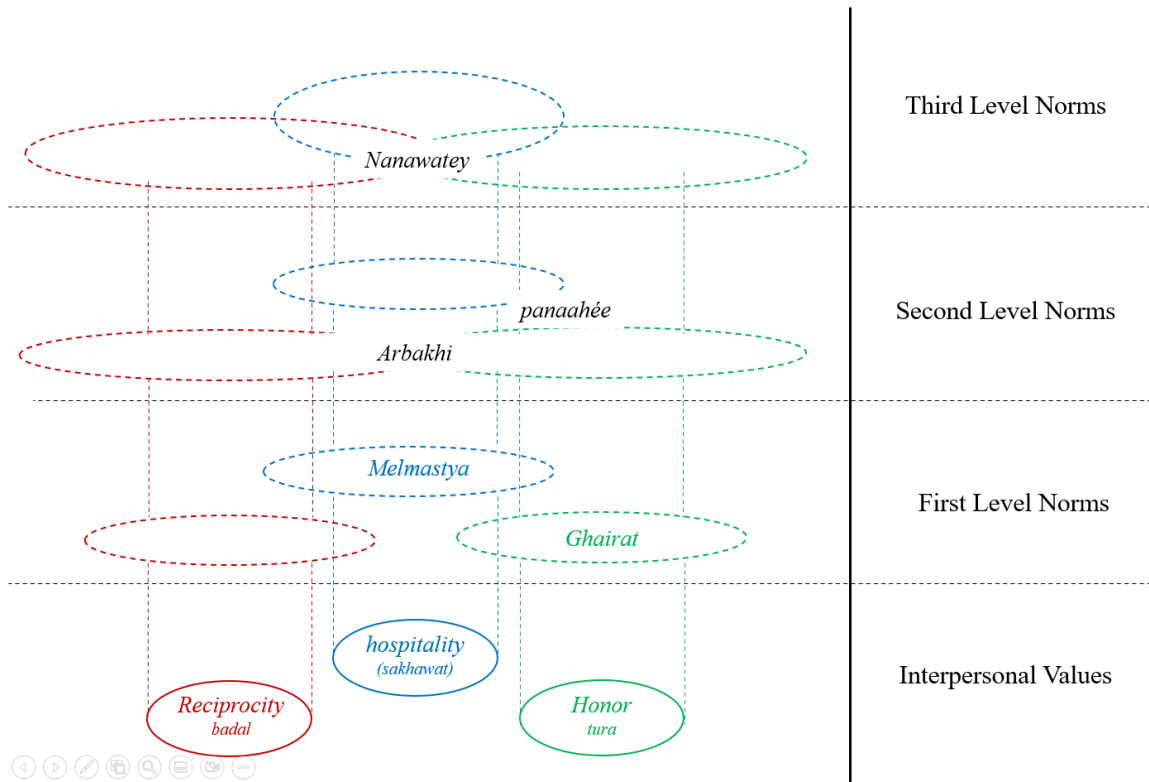 Third Level Norms
Nanawatey
Second Level Norms
panaahée
Arbakhi
Melmastya
First Level Norms
Ghairat
hospitality
(sakhawat)
Interpersonal Values
Reciprocity
badal
Honor
tura